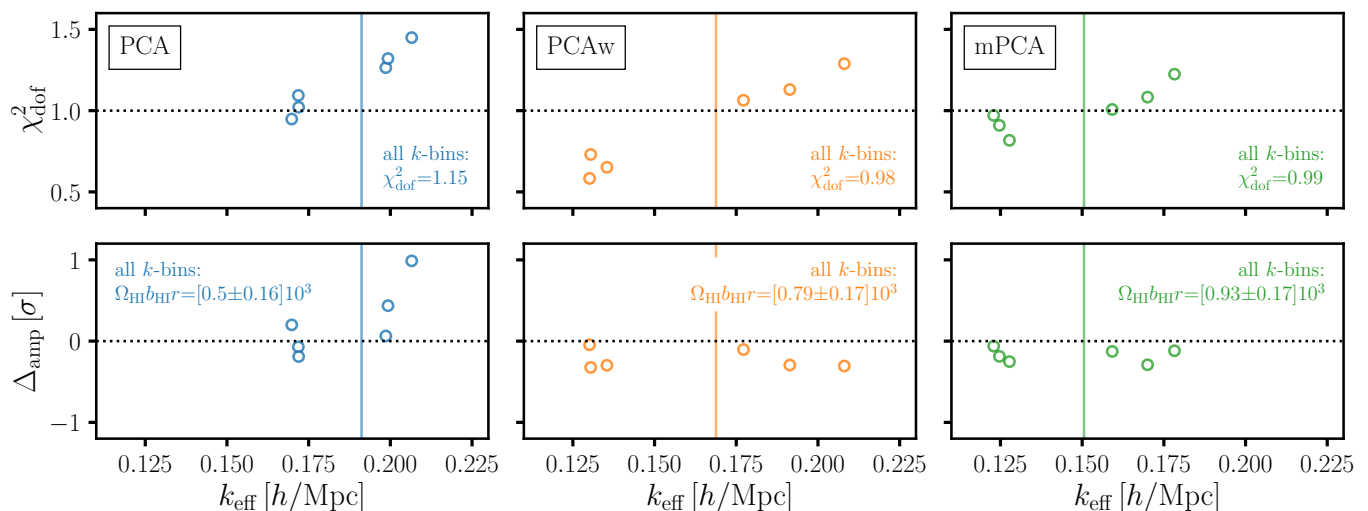 PCA
PCAw
mPCA
χ²dof
1.5
1.0
0.5
all k-bins:
χ²dof=1.15
all k-bins:
χ²dof=0.98
all k-bins:
χ²dof=0.99
Δamp [σ]
1
0
−1
all k-bins:
ΩHIbHIr=[0.5±0.16]10³
all k-bins:
ΩHIbHIr=[0.79±0.17]10³
all k-bins:
ΩHIbHIr=[0.93±0.17]10³
0.125 0.150 0.175 0.200 0.225
0.125 0.150 0.175 0.200 0.225
0.125 0.150 0.175 0.200 0.225
keff [h/Mpc]
keff [h/Mpc]
keff [h/Mpc]